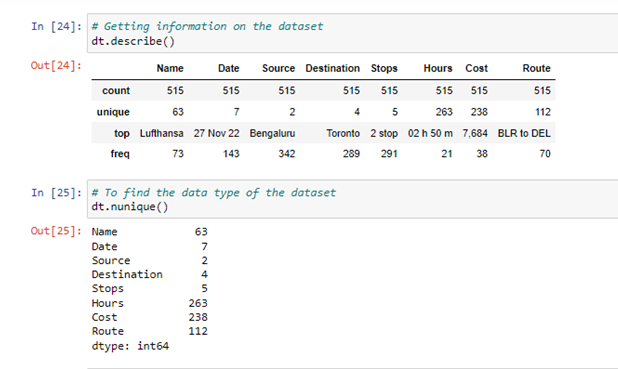 In [24]: # Getting information on the dataset
dt.describe()
Out[24]:
Name Date Source Destination Stops Hours Cost Route
count 515 515 515 515 515 515 515 515
unique 63 7 2 4 5 263 238 112
top Lufthansa 27 Nov 22 Bengaluru Toronto 2 stop 02 h 50 m 7,684 BLR to DEL
freq 73 143 342 289 291 21 38 70
In [25]: # To find the data type of the dataset
dt.nunique()
Out[25]: Name 63
Date 7
Source 2
Destination 4
Stops 5
Hours 263
Cost 238
Route 112
dtype: int64